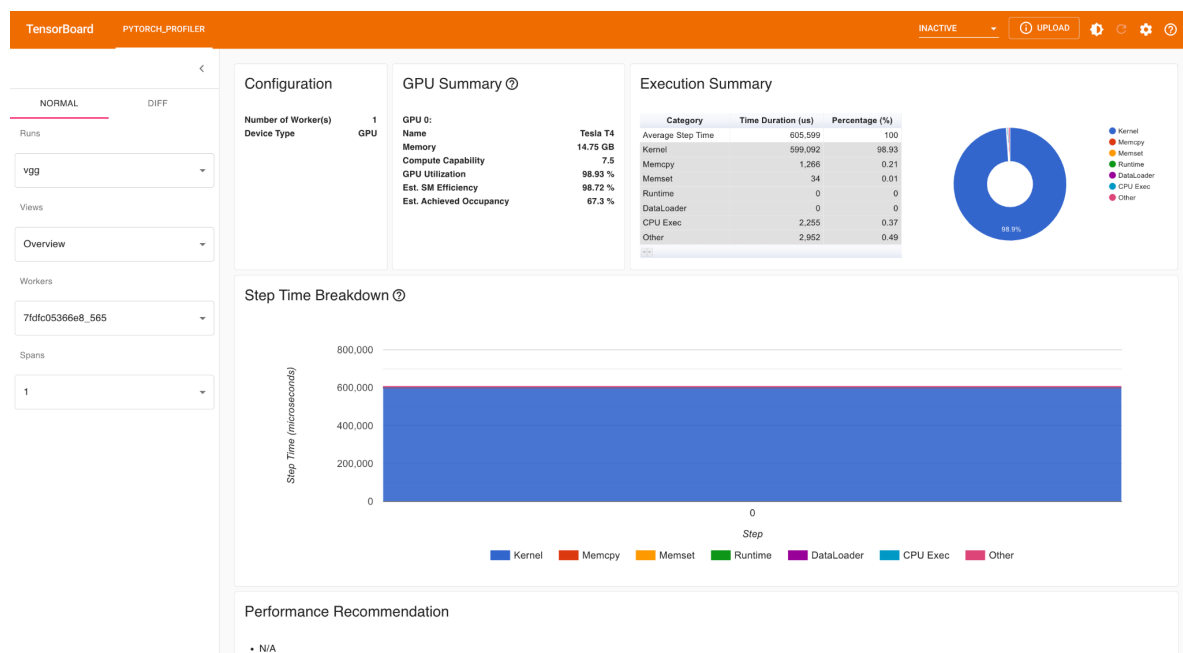 TensorBoard PYTORCH_PROFILER INACTIVE UPLOAD
NORMAL DIFF
Runs
vgg
Views
Overview
Workers
7fdfc05366e8_565
Spans
1
Configuration
Number of Worker(s) 1
Device Type GPU
GPU Summary
GPU 0:
Name Tesla T4
Memory 14.75 GB
Compute Capability 7.5
GPU Utilization 98.93 %
Est. SM Efficiency 98.72 %
Est. Achieved Occupancy 67.3 %
Execution Summary
Category Time Duration (us) Percentage (%)
Average Step Time 605,599 100
Kernel 599,092 98.93
Memcpy 1,266 0.21
Memset 34 0.01
Runtime 0 0
DataLoader 0 0
CPU Exec 2,255 0.37
Other 2,952 0.49
98.9%
Kernel
Memcpy
Memset
Runtime
DataLoader
CPU Exec
Other
Step Time Breakdown
Step Time (microseconds)
800,000
600,000
400,000
200,000
0
0
Step
Kernel Memcpy Memset Runtime DataLoader CPU Exec Other
Performance Recommendation
• N/A